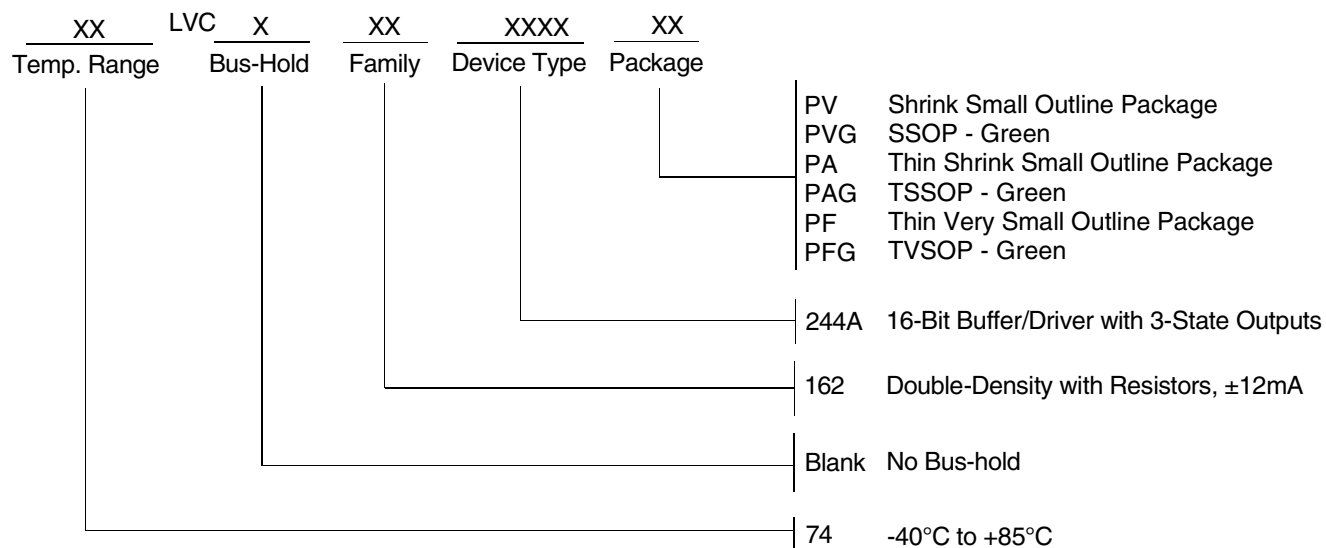 XX LVC X XX XXXX XX
Temp. Range Bus-Hold Family Device Type Package
PV Shrink Small Outline Package
PVG SSOP - Green
PA Thin Shrink Small Outline Package
PAG TSSOP - Green
PF Thin Very Small Outline Package
PFG TVSOP - Green
244A 16-Bit Buffer/Driver with 3-State Outputs
162 Double-Density with Resistors, ±12mA
Blank No Bus-hold
74 -40°C to +85°C